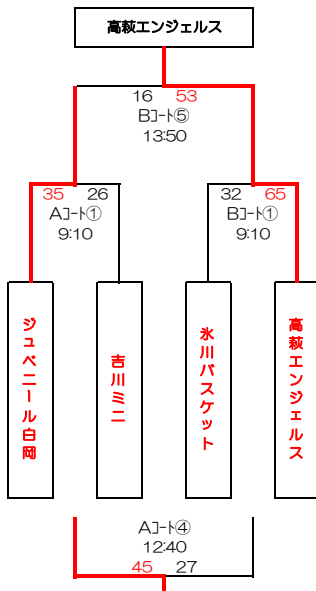 高萩エンジェルス
16 53
Bｺｰﾄ⑤
13:50
35 26
Aｺｰﾄ①
9:10
32 65
Bｺｰﾄ①
9:10
ジュベニール白岡
吉川ミニ
氷川バスケット
高萩エンジェルス
Aｺｰﾄ④
12:40
45 27